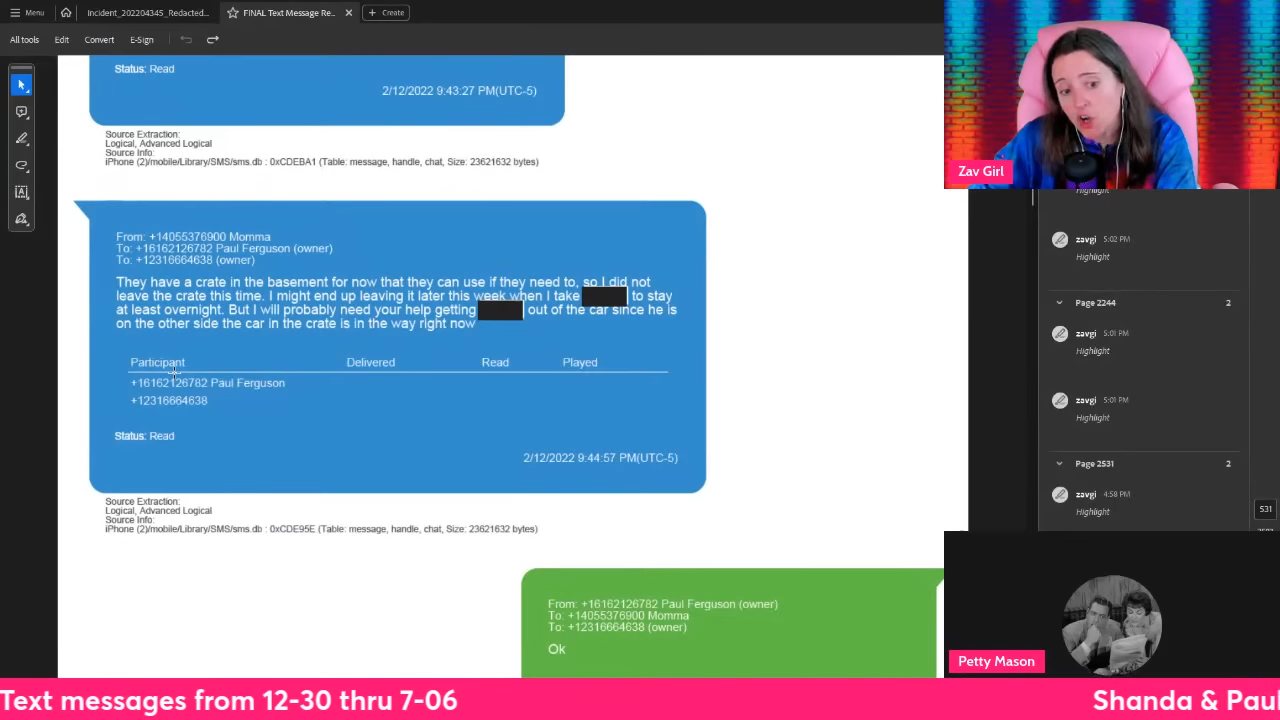 Menu
Incident_202204345_Redacted...
FINAL Text Message Re...
Create
All tools
Edit
Convert
E-Sign
Status: Read
2/12/2022 9:43:27 PM(UTC-5)
Source Extraction:
Logical, Advanced Logical
Source Info:
iPhone (2)/mobile/Library/SMS/sms.db : 0xCDEBA1 (Table: message, handle, chat, Size: 23621632 bytes)
From: +14055376900 Momma
To: +16162126782 Paul Ferguson (owner)
To: +12316664638 (owner)
They have a crate in the basement for now that they can use if they need to, so I did not
leave the crate this time. I might end up leaving it later this week when I take to stay
at least overnight. But I will probably need your help getting out of the car since he is
on the other side the car in the crate is in the way right now
Participant Delivered Read Played
+16162126782 Paul Ferguson
+12316664638
Status: Read
2/12/2022 9:44:57 PM(UTC-5)
Source Extraction:
Logical, Advanced Logical
Source Info:
iPhone (2)/mobile/Library/SMS/sms.db : 0xCDE95E (Table: message, handle, chat, Size: 23621632 bytes)
From: +16162126782 Paul Ferguson (owner)
To: +14055376900 Momma
To: +12316664638 (owner)
Ok
Zav Girl
Highlight
zavgi 5:02 PM
Highlight
Page 2244 2
zavgi 5:01 PM
Highlight
zavgi 5:01 PM
Highlight
Page 2531 2
zavgi 4:58 PM
Highlight
531
Petty Mason
Text messages from 12-30 thru 7-06
Shanda & Paul